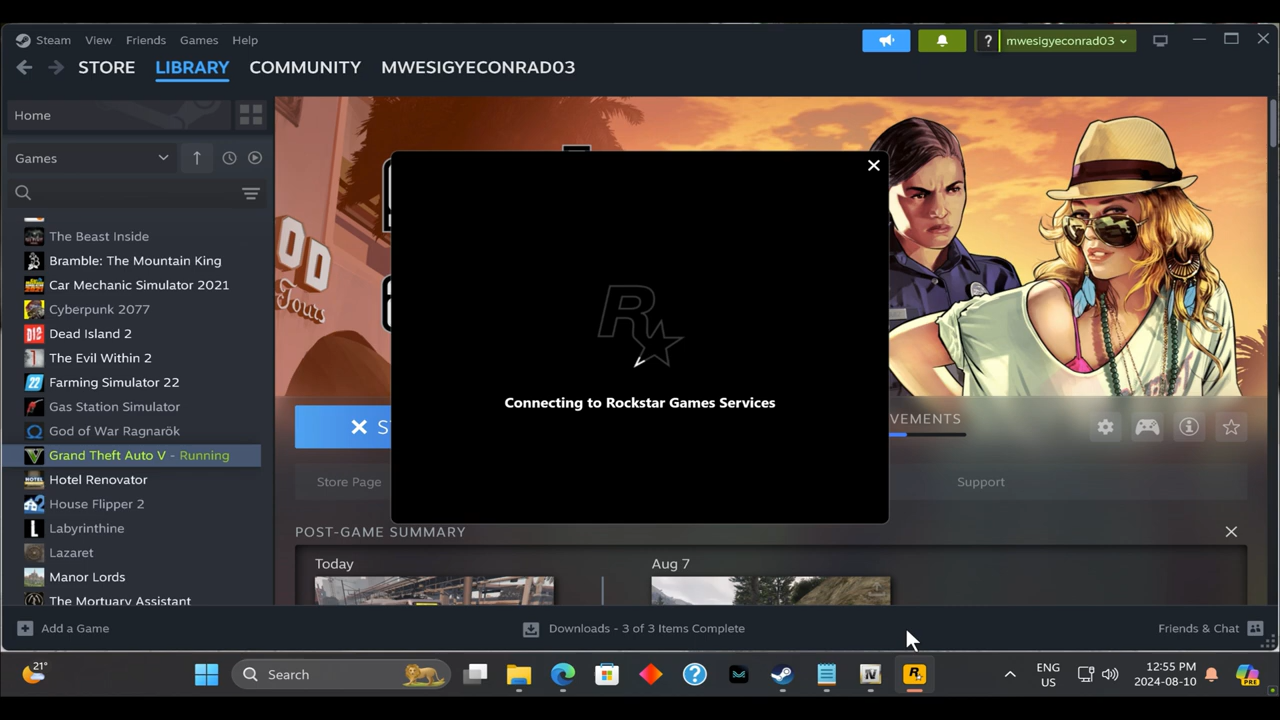 Steam View Friends Games Help
? mwesigyeconrad03
STORE LIBRARY COMMUNITY MWESIGYECONRAD03
Home
Games
The Beast Inside
Bramble: The Mountain King
Car Mechanic Simulator 2021
Cyberpunk 2077
Dead Island 2
The Evil Within 2
Farming Simulator 22
Gas Station Simulator
God of War Ragnarök
Grand Theft Auto V - Running
Hotel Renovator
House Flipper 2
Labyrinthine
Lazaret
Manor Lords
The Mortuary Assistant
OD
Tours
R
Connecting to Rockstar Games Services
S
VEMENTS
Store Page
Support
POST-GAME SUMMARY
Today
Aug 7
Add a Game
Downloads - 3 of 3 Items Complete
Friends & Chat
21°
Search
ENG
US
12:55 PM
2024-08-10
PRE